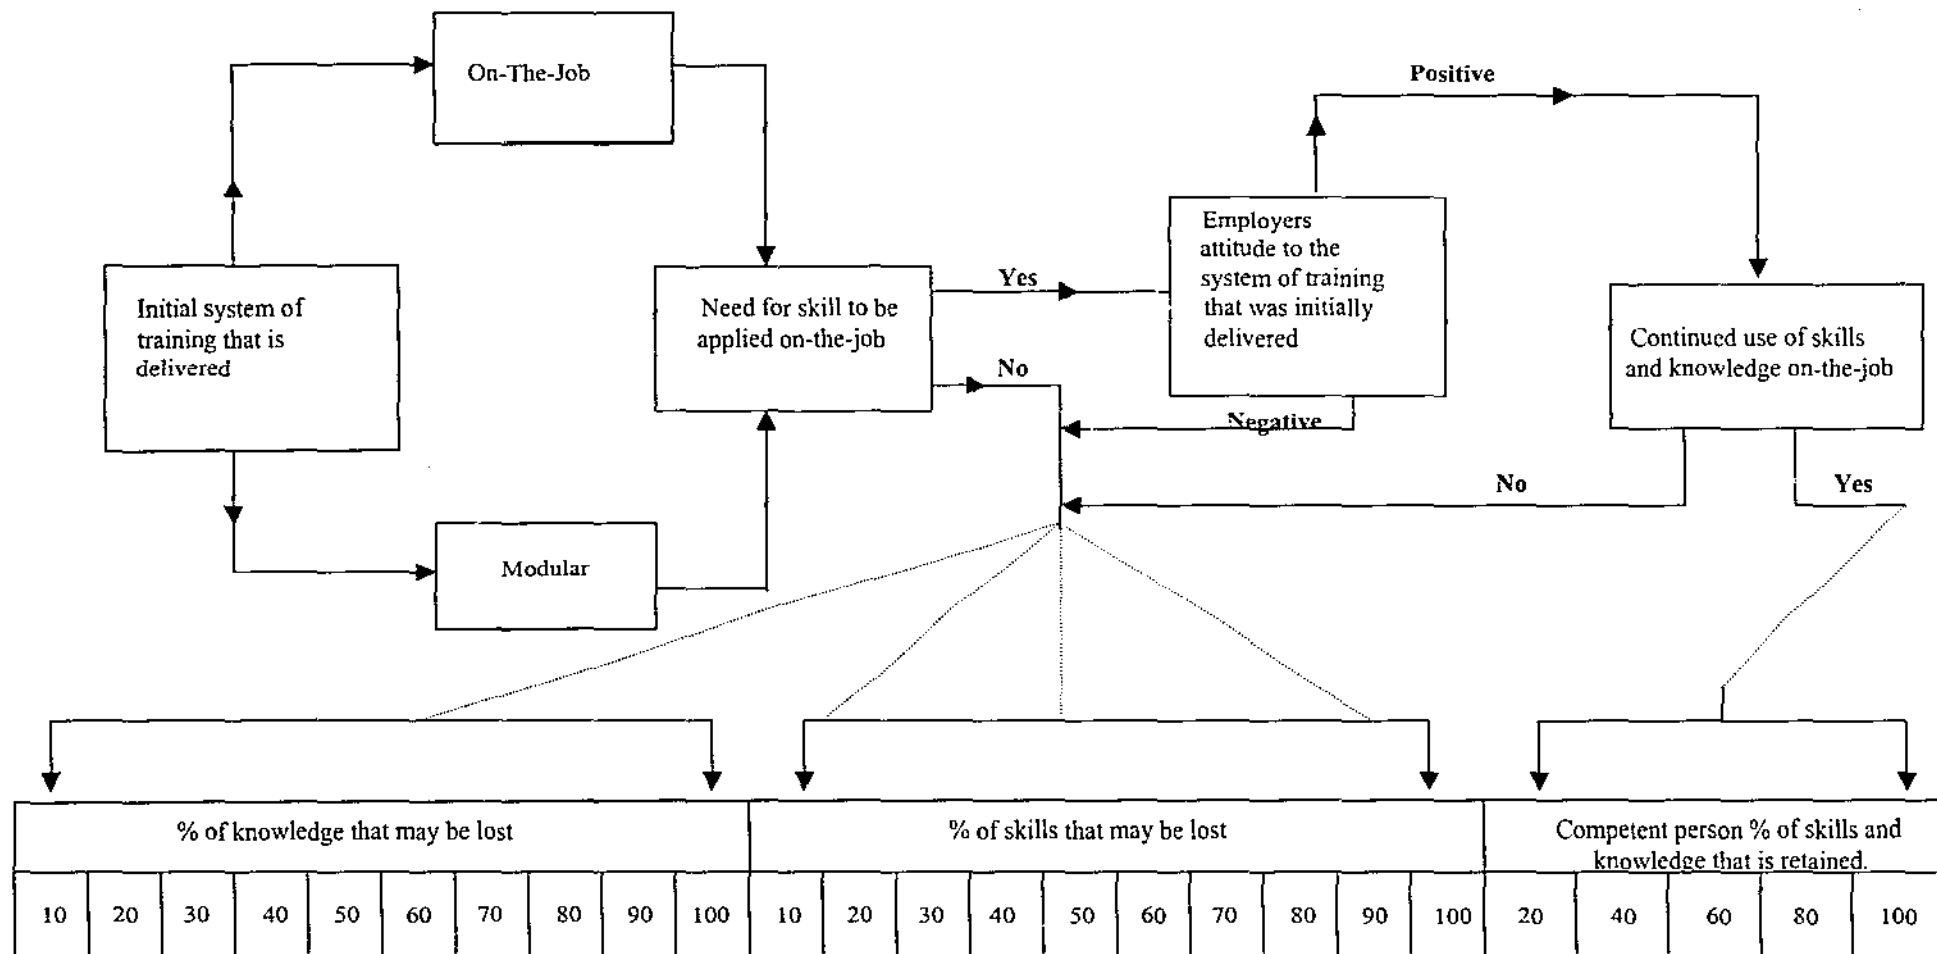 On-The-Job
Positive
Employers
attitude to the
system of training
that was initially
delivered
Initial system of
training that is
delivered
Yes
Need for skill to be
applied on-the-job
No
Continued use of skills
and knowledge on-the-job
Negative
No
Yes
Modular
% of knowledge that may be lost
% of skills that may be lost
Competent person % of skills and
knowledge that is retained.
10 20 30 40 50 60 70 80 90 100 10 20 30 40 50 60 70 80 90 100 20 40 60 80 100